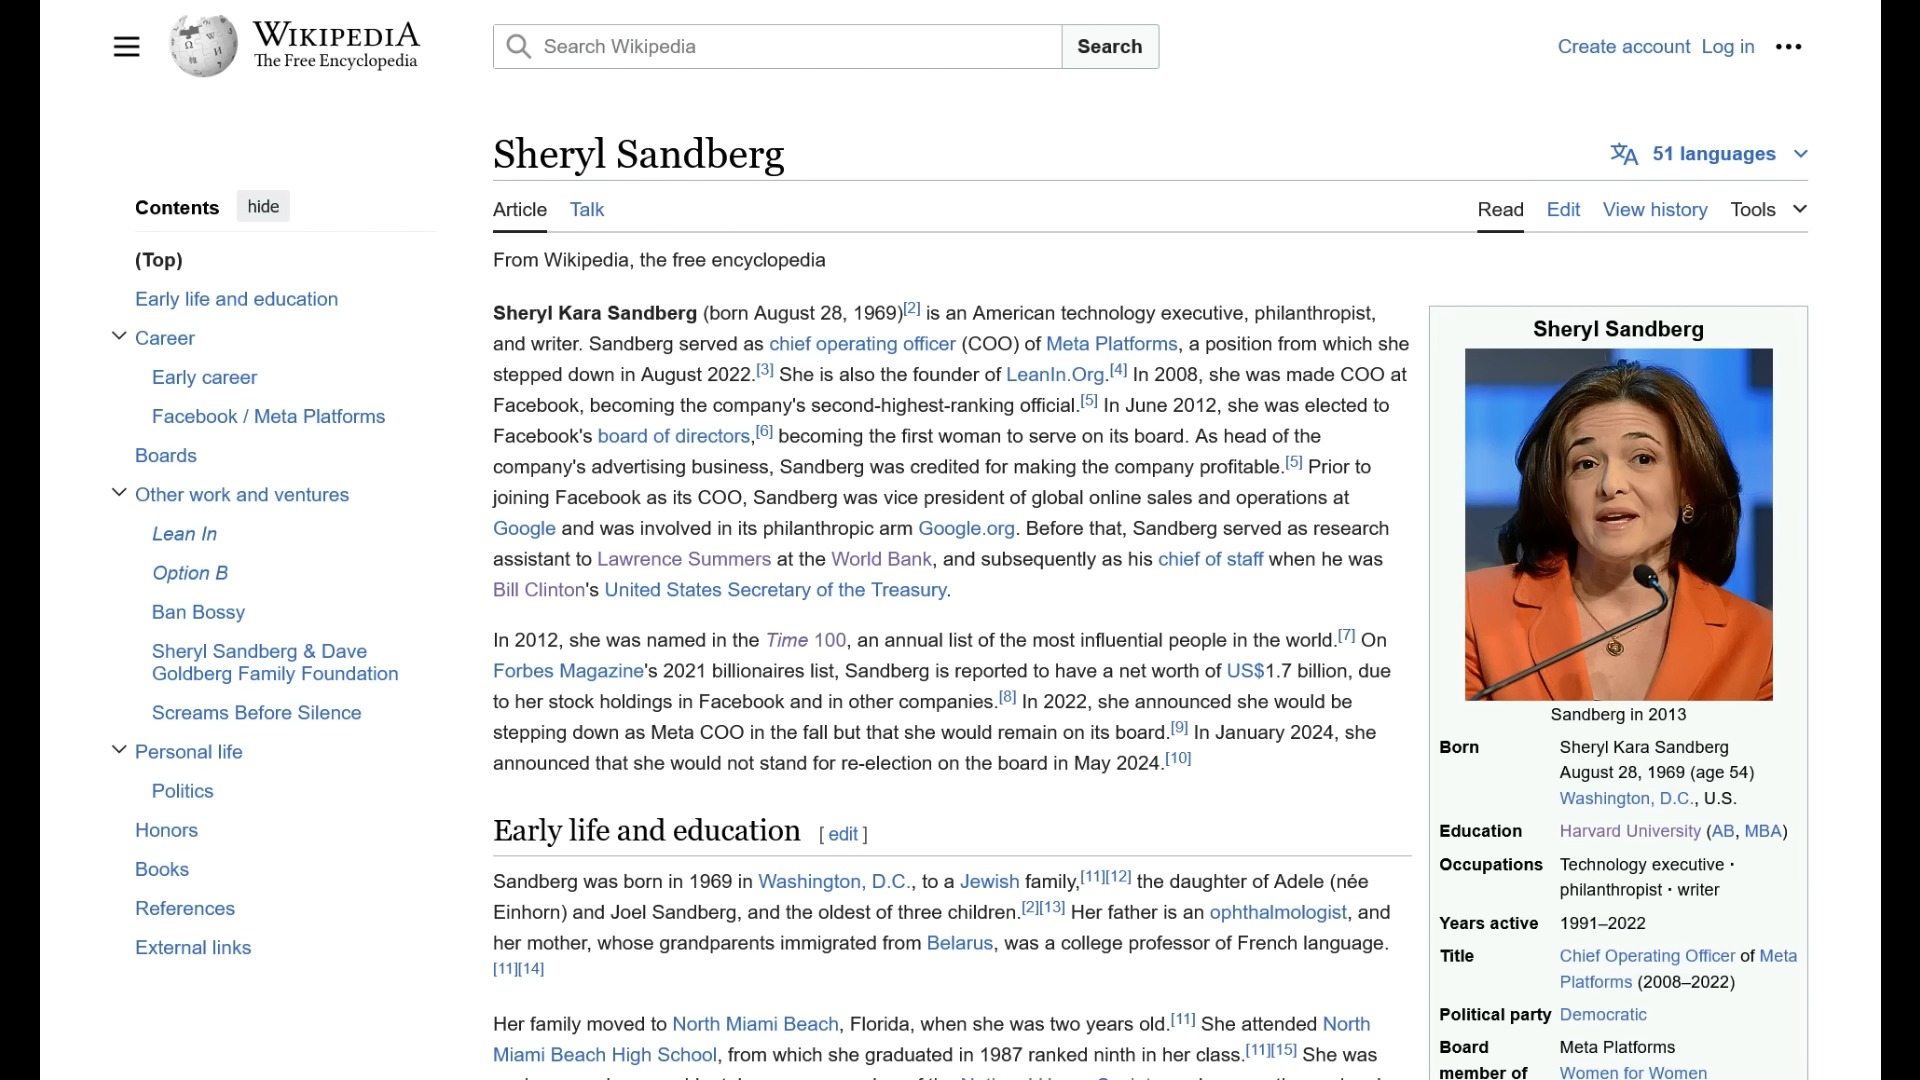 WIKIPEDIA
The Free Encyclopedia
Search Wikipedia
Search
Create account Log in
Sheryl Sandberg
51 languages
Contents hide
Article Talk
Read Edit View history Tools
From Wikipedia, the free encyclopedia
(Top)
Early life and education
Career
Early career
Facebook / Meta Platforms
Boards
Other work and ventures
Lean In
Option B
Ban Bossy
Sheryl Sandberg & Dave
Goldberg Family Foundation
Screams Before Silence
Personal life
Politics
Honors
Books
References
External links
Sheryl Kara Sandberg (born August 28, 1969)[2] is an American technology executive, philanthropist,
and writer. Sandberg served as chief operating officer (COO) of Meta Platforms, a position from which she
stepped down in August 2022.[3] She is also the founder of LeanIn.Org.[4] In 2008, she was made COO at
Facebook, becoming the company's second-highest-ranking official.[5] In June 2012, she was elected to
Facebook's board of directors,[6] becoming the first woman to serve on its board. As head of the
company's advertising business, Sandberg was credited for making the company profitable.[5] Prior to
joining Facebook as its COO, Sandberg was vice president of global online sales and operations at
Google and was involved in its philanthropic arm Google.org. Before that, Sandberg served as research
assistant to Lawrence Summers at the World Bank, and subsequently as his chief of staff when he was
Bill Clinton's United States Secretary of the Treasury.
In 2012, she was named in the Time 100, an annual list of the most influential people in the world.[7] On
Forbes Magazine's 2021 billionaires list, Sandberg is reported to have a net worth of US$1.7 billion, due
to her stock holdings in Facebook and in other companies.[8] In 2022, she announced she would be
stepping down as Meta COO in the fall but that she would remain on its board.[9] In January 2024, she
announced that she would not stand for re-election on the board in May 2024.[10]
Early life and education [ edit ]
Sandberg was born in 1969 in Washington, D.C., to a Jewish family,[11][12] the daughter of Adele (née
Einhorn) and Joel Sandberg, and the oldest of three children.[2][13] Her father is an ophthalmologist, and
her mother, whose grandparents immigrated from Belarus, was a college professor of French language.
[11][14]
Her family moved to North Miami Beach, Florida, when she was two years old.[11] She attended North
Miami Beach High School, from which she graduated in 1987 ranked ninth in her class.[11][15] She was
Sheryl Sandberg
Sandberg in 2013
Born Sheryl Kara Sandberg
August 28, 1969 (age 54)
Washington, D.C., U.S.
Education Harvard University (AB, MBA)
Occupations Technology executive ·
philanthropist · writer
Years active 1991–2022
Title Chief Operating Officer of Meta
Platforms (2008–2022)
Political party Democratic
Board Meta Platforms
member of Women for Women